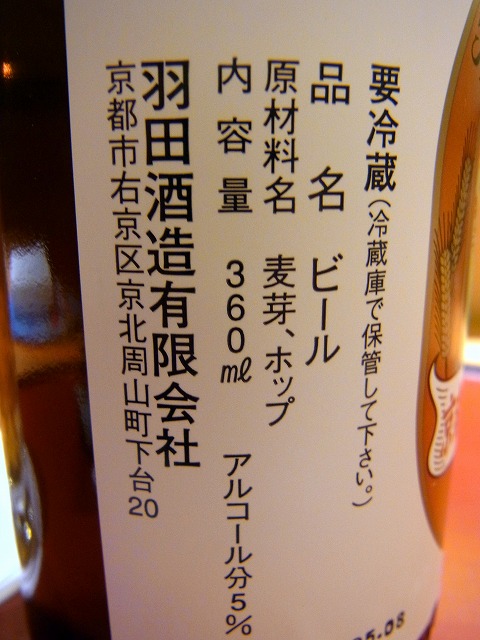 要冷蔵(冷蔵庫で保管して下さい。)
品名 ビール
原材料名 麦芽、ホップ
内容量 360㎖ アルコール分5%
羽田酒造有限会社
京都市右京区京北周山町下台20